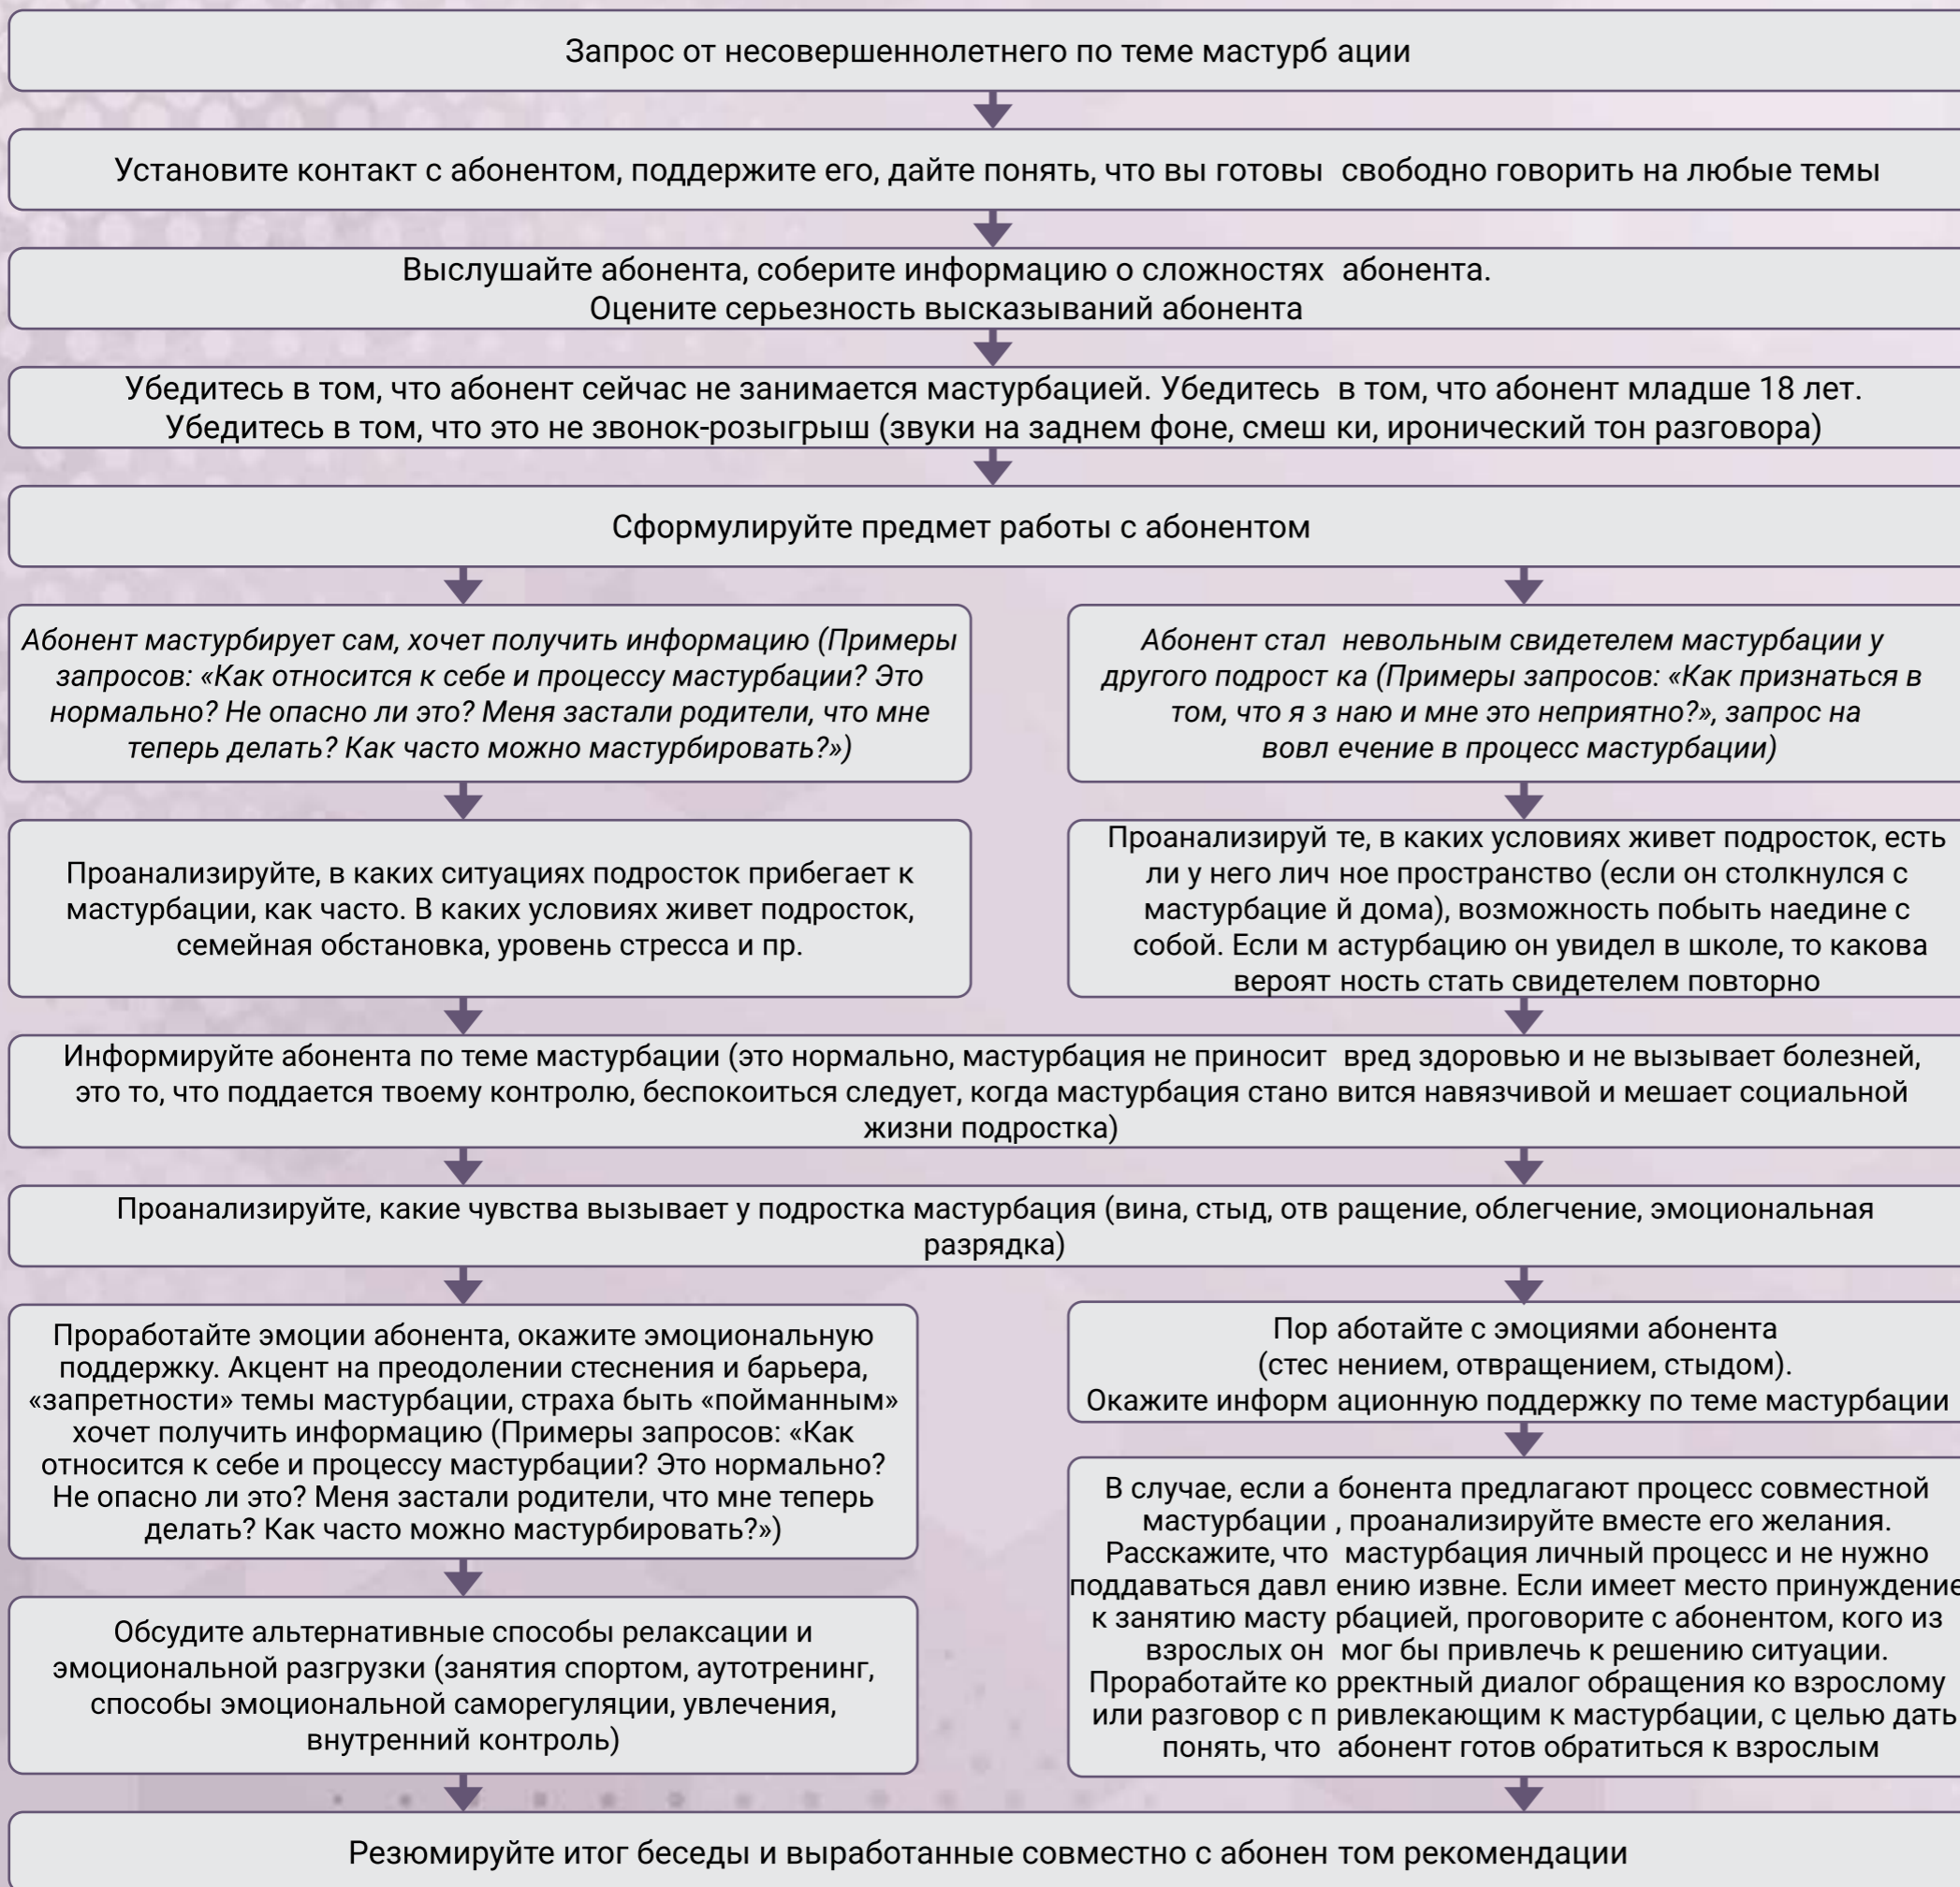 Запрос от несовершеннолетнего по теме мастурб ации
Установите контакт с абонентом, поддержите его, дайте понять, что вы готовы свободно говорить на любые темы
Выслушайте абонента, соберите информацию о сложностях абонента.
Оцените серьезность высказываний абонента
Убедитесь в том, что абонент сейчас не занимается мастурбацией. Убедитесь в том, что абонент младше 18 лет.
Убедитесь в том, что это не звонок-розыгрыш (звуки на заднем фоне, смеш ки, иронический тон разговора)
Сформулируйте предмет работы с абонентом
Абонент мастурбирует сам, хочет получить информацию (Примеры
запросов: «Как относится к себе и процессу мастурбации? Это
нормально? Не опасно ли это? Меня застали родители, что мне
теперь делать? Как часто можно мастурбировать?»)
Абонент стал невольным свидетелем мастурбации у
другого подрост ка (Примеры запросов: «Как признаться в
том, что я з наю и мне это неприятно?», запрос на
вовл ечение в процесс мастурбации)
Проанализируйте, в каких ситуациях подросток прибегает к
мастурбации, как часто. В каких условиях живет подросток,
семейная обстановка, уровень стресса и пр.
Проанализируй те, в каких условиях живет подросток, есть
ли у него лич ное пространство (если он столкнулся с
мастурбацие й дома), возможность побыть наедине с
собой. Если м астурбацию он увидел в школе, то какова
вероят ность стать свидетелем повторно
Информируйте абонента по теме мастурбации (это нормально, мастурбация не приносит вред здоровью и не вызывает болезней,
это то, что поддается твоему контролю, беспокоиться следует, когда мастурбация стано вится навязчивой и мешает социальной
жизни подростка)
Проанализируйте, какие чувства вызывает у подростка мастурбация (вина, стыд, отв ращение, облегчение, эмоциональная
разрядка)
Проработайте эмоции абонента, окажите эмоциональную
поддержку. Акцент на преодолении стеснения и барьера,
«запретности» темы мастурбации, страха быть «пойманным»
хочет получить информацию (Примеры запросов: «Как
относится к себе и процессу мастурбации? Это нормально?
Не опасно ли это? Меня застали родители, что мне теперь
делать? Как часто можно мастурбировать?»)
Обсудите альтернативные способы релаксации и
эмоциональной разгрузки (занятия спортом, аутотренинг,
способы эмоциональной саморегуляции, увлечения,
внутренний контроль)
Пор аботайте с эмоциями абонента
(стес нением, отвращением, стыдом).
Окажите информ ационную поддержку по теме мастурбации
В случае, если а бонента предлагают процесс совместной
мастурбации , проанализируйте вместе его желания.
Расскажите, что мастурбация личный процесс и не нужно
поддаваться давл ению извне. Если имеет место принуждение
к занятию масту рбацией, проговорите с абонентом, кого из
взрослых он мог бы привлечь к решению ситуации.
Проработайте ко рректный диалог обращения ко взрослому
или разговор с п ривлекающим к мастурбации, с целью дать
понять, что абонент готов обратиться к взрослым
Резюмируйте итог беседы и выработанные совместно с абонен том рекомендации